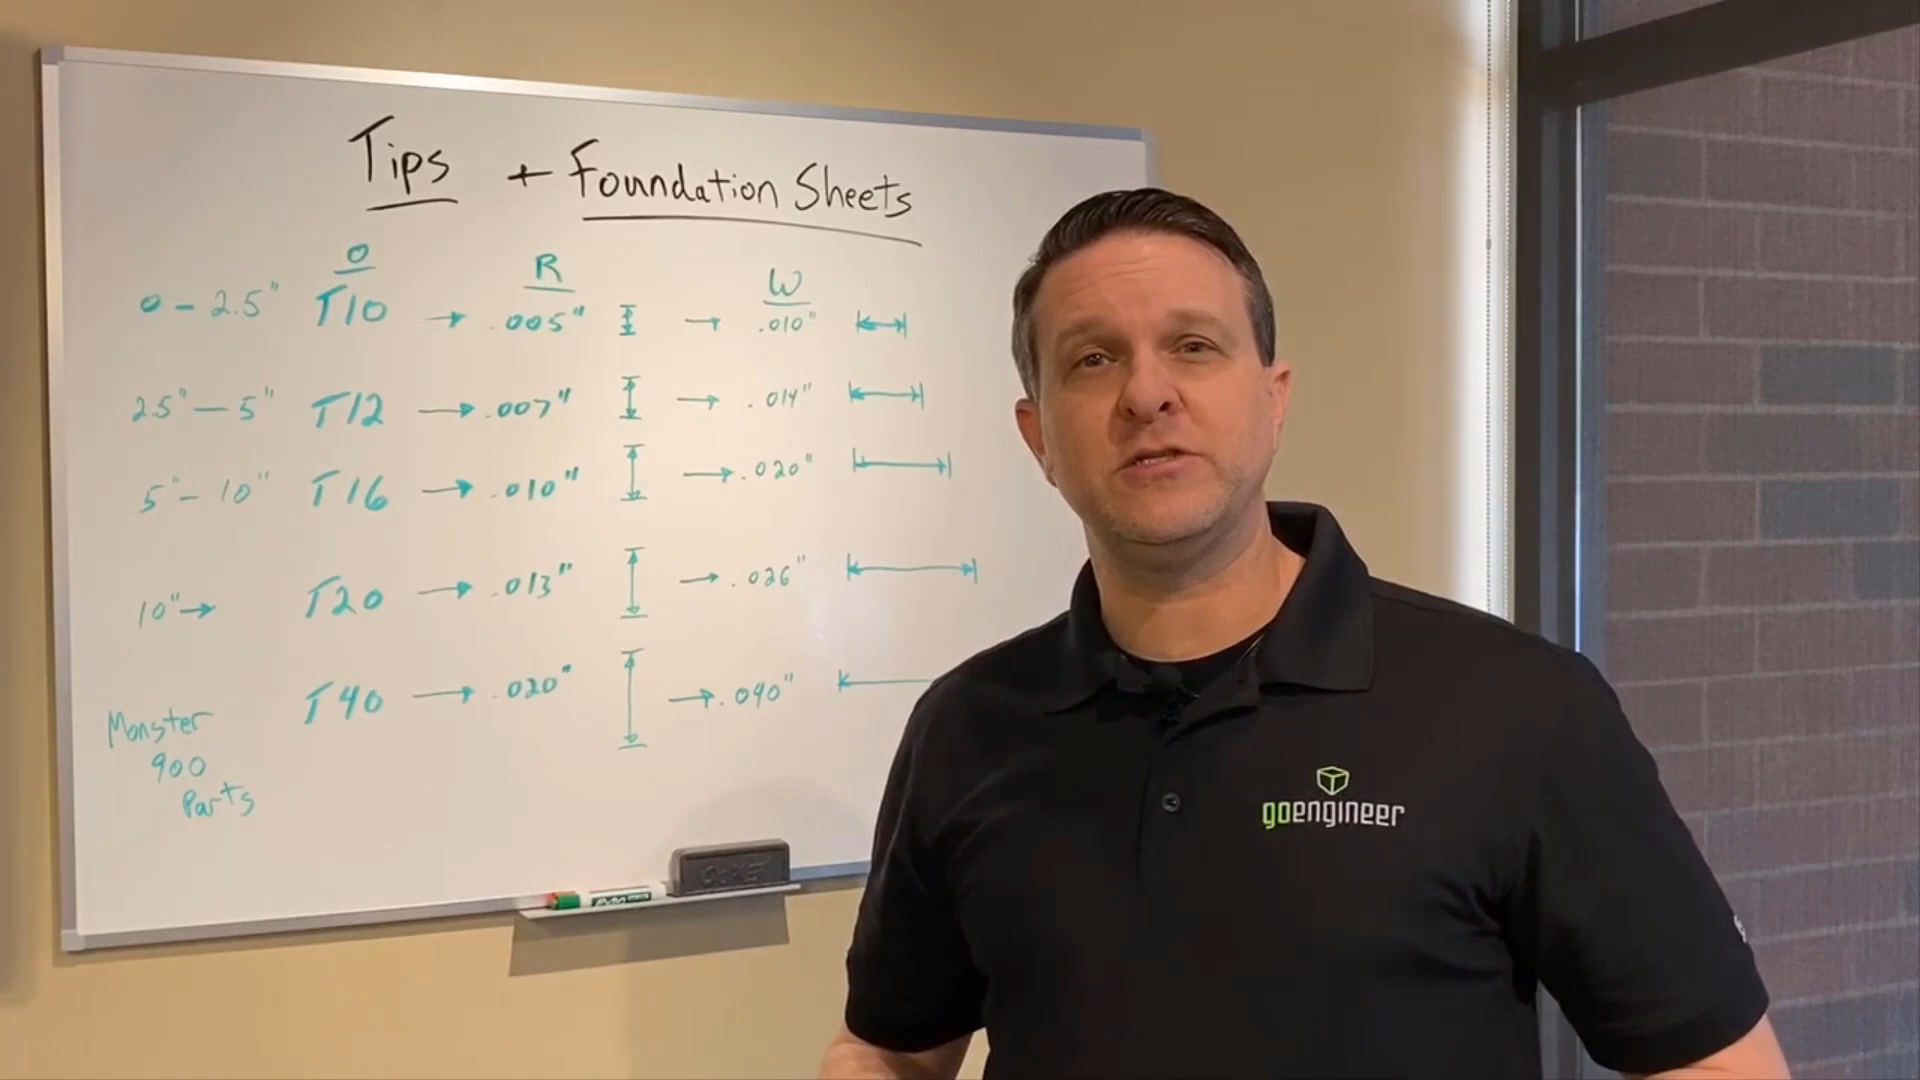 Tips + Foundation Sheets
O R W
0 - 2.5" T10 → .005" → .010"
2.5" — 5" T12 → .007" → .014"
5" - 10" T16 → .010" → .020"
10" → T20 → .013" → .026"
T40 → .020" → .040"
Monster
900
Parts
goengineer